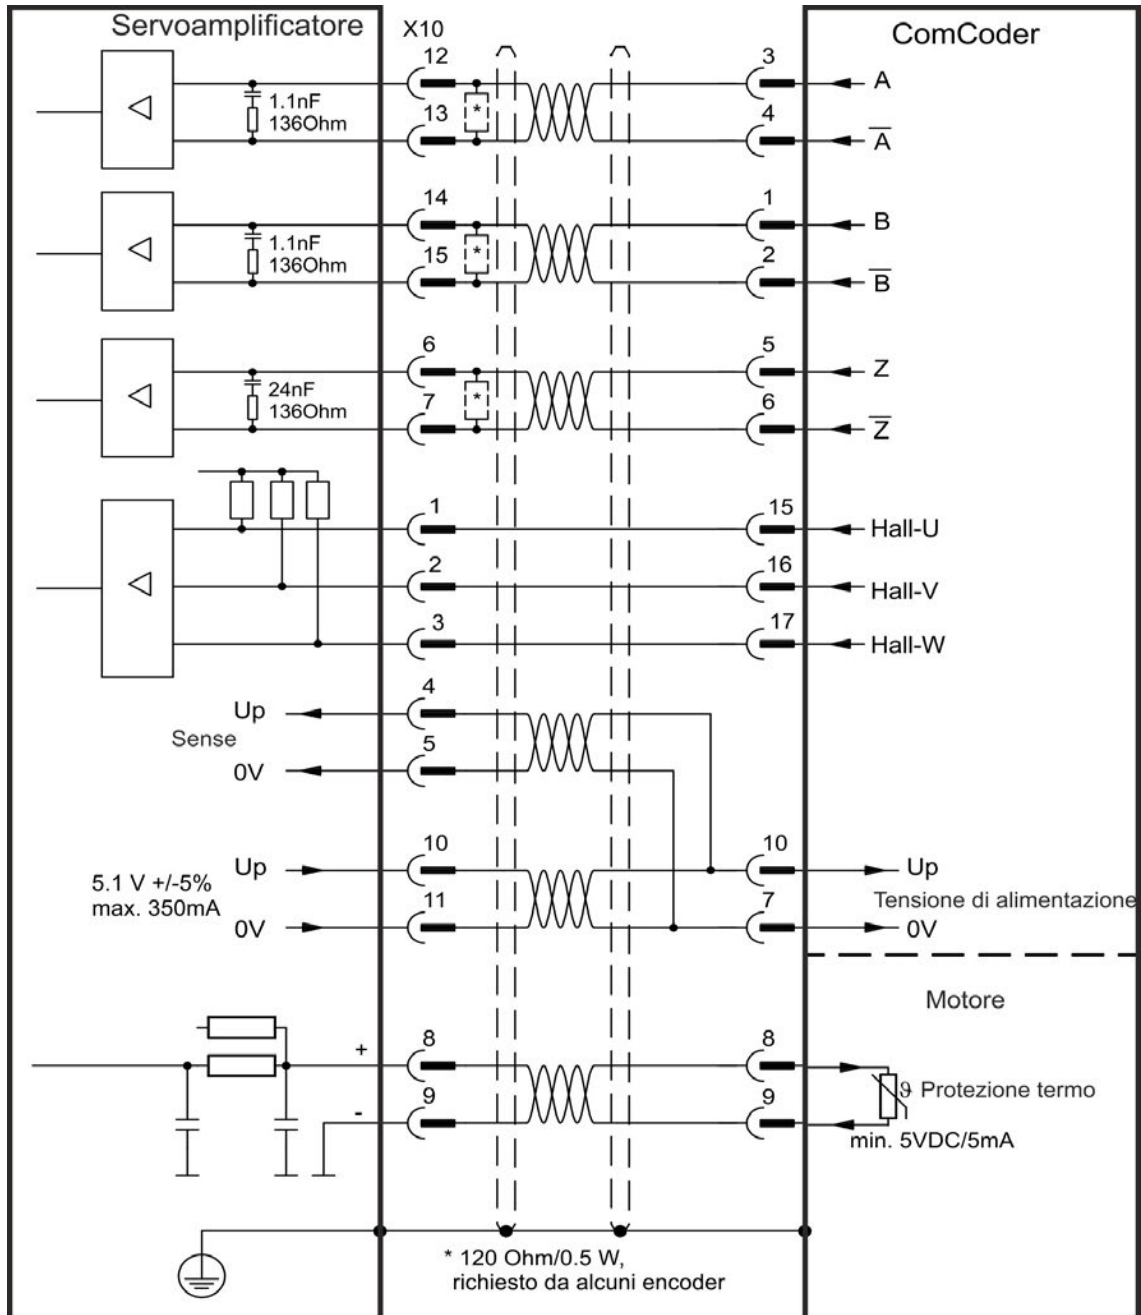 Servoamplificatore
X10
ComCoder
12
3
A
1.1nF
136Ohm
*
13
4
A̅
14
1
B
1.1nF
136Ohm
*
15
2
B̅
6
5
Z
24nF
136Ohm
*
7
6
Z̅
1
15
Hall-U
2
16
Hall-V
3
17
Hall-W
4
Up
Sense
5
0V
10
10
Up
Up
5.1 V +/-5%
max. 350mA
Tensione di alimentazione
11
7
0V
0V
Motore
+
8
8
ϑ Protezione termo
-
9
9
min. 5VDC/5mA
* 120 Ohm/0.5 W,
richiesto da alcuni encoder